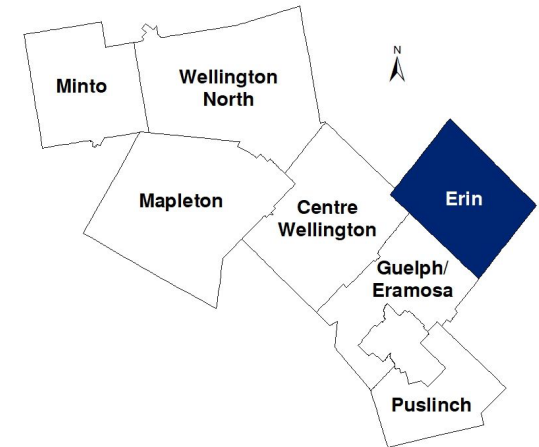 N
Minto
Wellington
North
Erin
Mapleton
Centre
Wellington
Guelph/
Eramosa
Puslinch